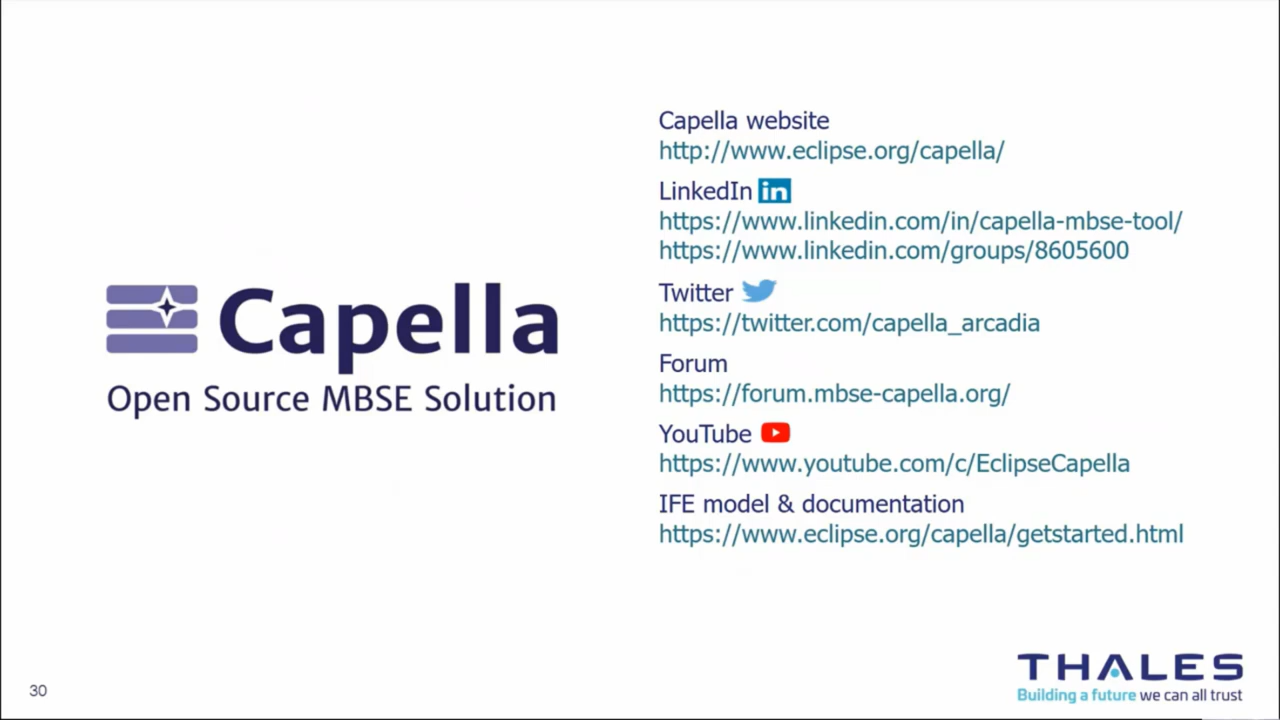 Capella
Open Source MBSE Solution
Capella website
http://www.eclipse.org/capella/
LinkedIn in
https://www.linkedin.com/in/capella-mbse-tool/
https://www.linkedin.com/groups/8605600
Twitter
https://twitter.com/capella_arcadia
Forum
https://forum.mbse-capella.org/
YouTube
https://www.youtube.com/c/EclipseCapella
IFE model & documentation
https://www.eclipse.org/capella/getstarted.html
30
THALES
Building a future we can all trust